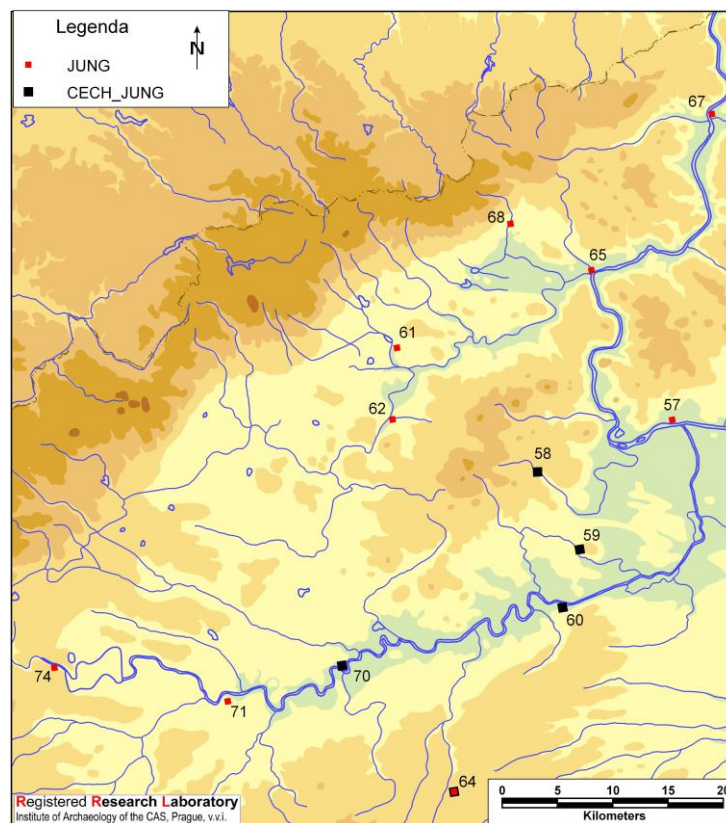 Legenda
N
JUNG
CECH_JUNG
67
68
65
61
62
57
58
59
60
70
74
71
64
0 5 10 15 20
Kilometers
Registered Research Laboratory
Institute of Archaeology of the CAS, Prague, v.v.i.